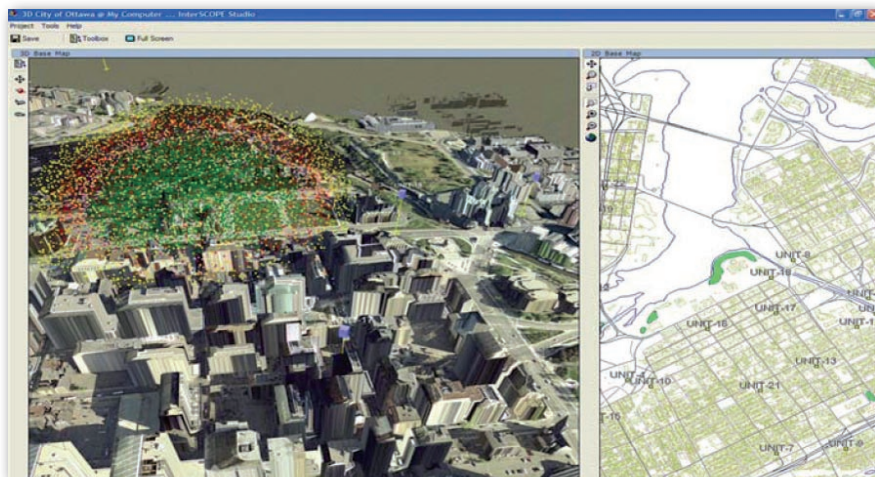 3D City of Ottawa @ My Computer ... InterSCOPE Studio
Project Tools Help
Save Toolbox Full Screen
3D Base Map
2D Base Map
UNIT-8
UNIT-18
UNIT-17
UNIT-16
UNIT-13
UNIT-10
UNIT-21
UNIT-7